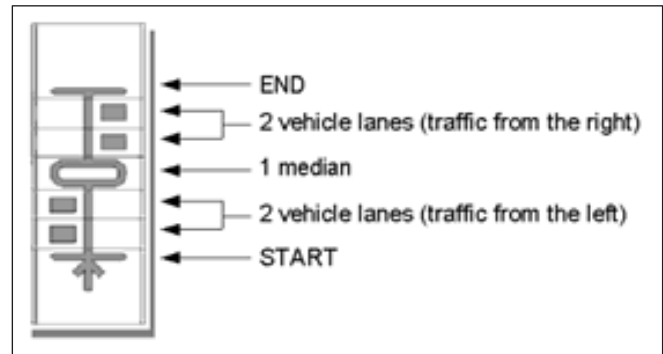 END
2 vehicle lanes (traffic from the right)
1 median
2 vehicle lanes (traffic from the left)
START